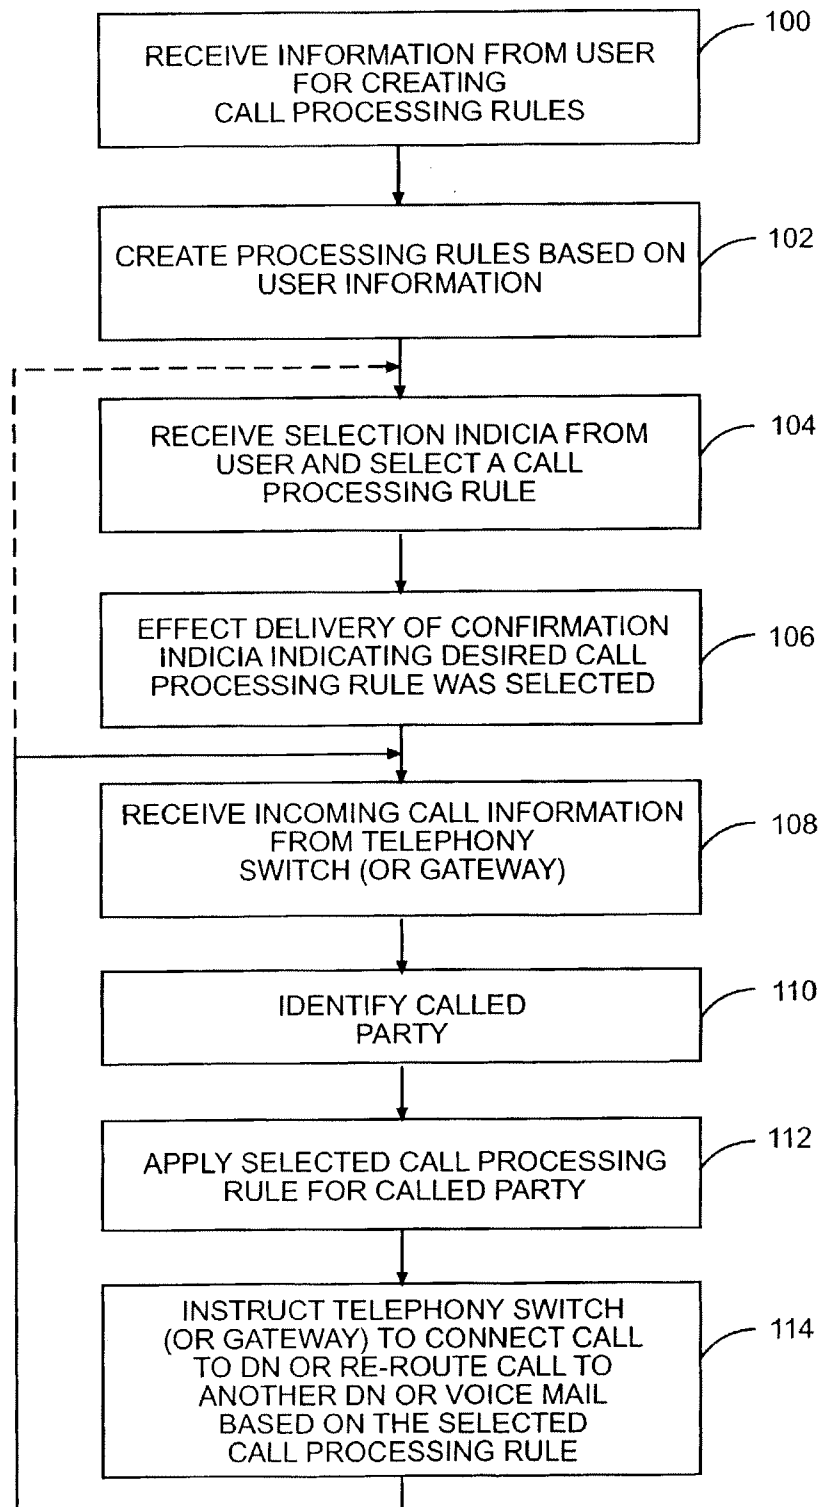 RECEIVE INFORMATION FROM USER
FOR CREATING
CALL PROCESSING RULES
100
CREATE PROCESSING RULES BASED ON
USER INFORMATION
102
RECEIVE SELECTION INDICIA FROM
USER AND SELECT A CALL
PROCESSING RULE
104
EFFECT DELIVERY OF CONFIRMATION
INDICIA INDICATING DESIRED CALL
PROCESSING RULE WAS SELECTED
106
RECEIVE INCOMING CALL INFORMATION
FROM TELEPHONY
SWITCH (OR GATEWAY)
108
IDENTIFY CALLED
PARTY
110
APPLY SELECTED CALL PROCESSING
RULE FOR CALLED PARTY
112
INSTRUCT TELEPHONY SWITCH
(OR GATEWAY) TO CONNECT CALL
TO DN OR RE-ROUTE CALL TO
ANOTHER DN OR VOICE MAIL
BASED ON THE SELECTED
CALL PROCESSING RULE
114